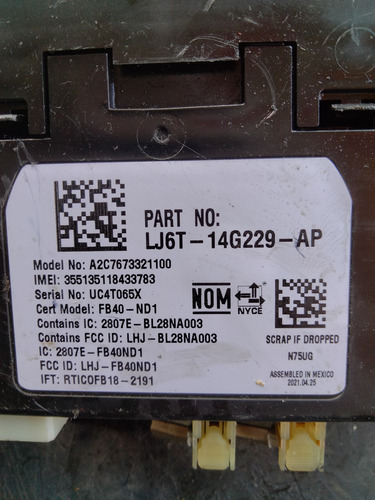 PART NO:
LJ6T-14G229-AP
Model No: A2C7673321100
IMEI: 355135118433783
Serial No: UC4T065X
Cert Model: FB40-ND1
Contains IC: 2807E-BL28NA003
Contains FCC ID: LHJ-BL28NA003
IC: 2807E-FB40ND1
FCC ID: LHJ-FB40ND1
IFT: RTICOFB18-2191
NOM
NYCE
SCRAP IF DROPPED
N75UG
ASSEMBLED IN MEXICO
2021.04.25